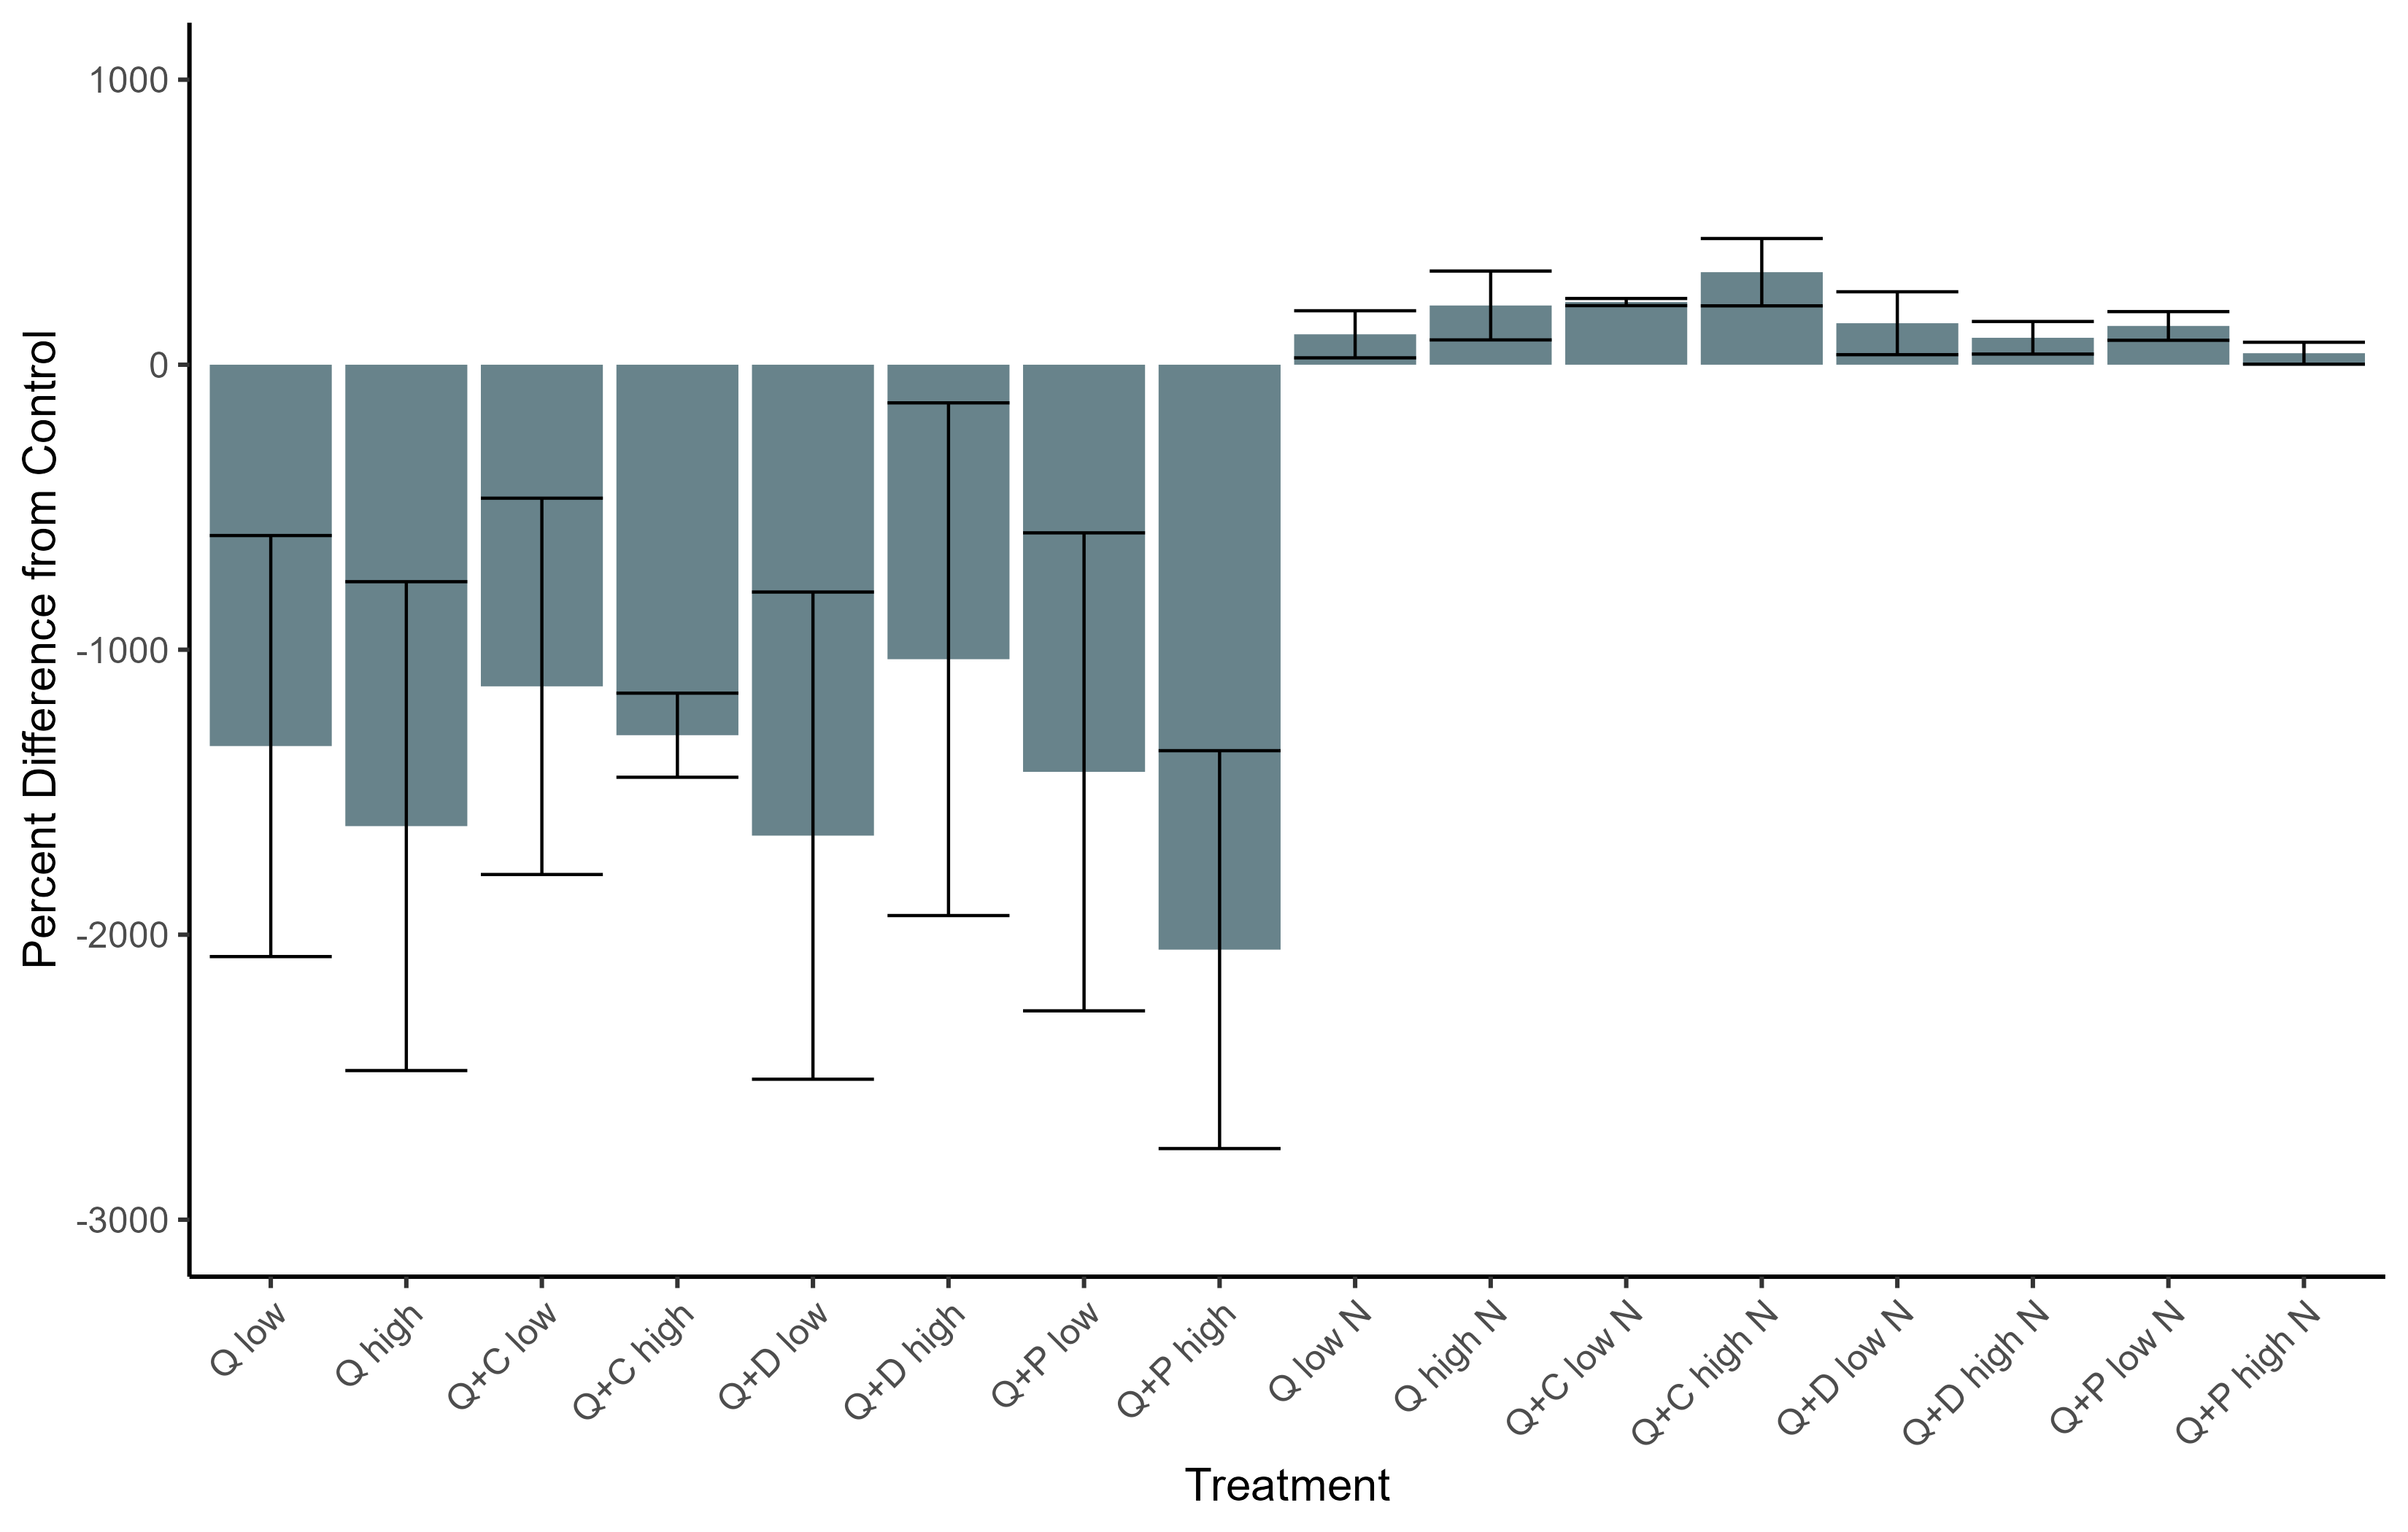 Percent Difference from Control
1000
0
-1000
-2000
-3000
Q low
Q high
Q+C low
Q+C high
Q+D low
Q+D high
Q+P low
Q+P high
Q low N
Q high N
Q+C low N
Q+C high N
Q+D low N
Q+D high N
Q+P low N
Q+P high N
Treatment